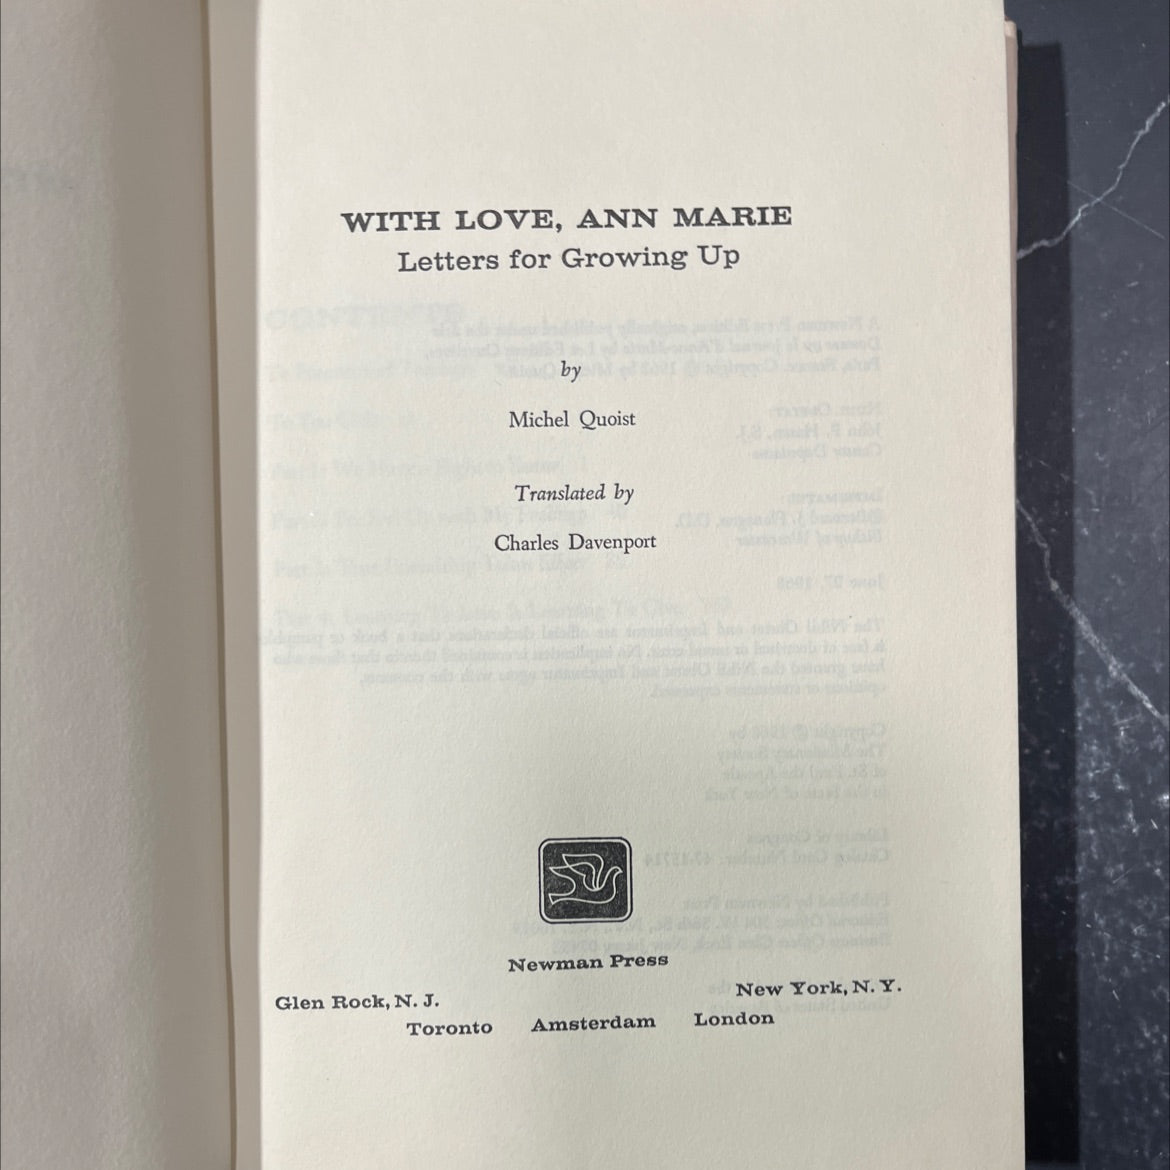 WITH LOVE, ANN MARIE
Letters for Growing Up
by
Michel Quoist
Translated by
Charles Davenport
Newman Press
Glen Rock, N. J. New York, N. Y.
Toronto Amsterdam London